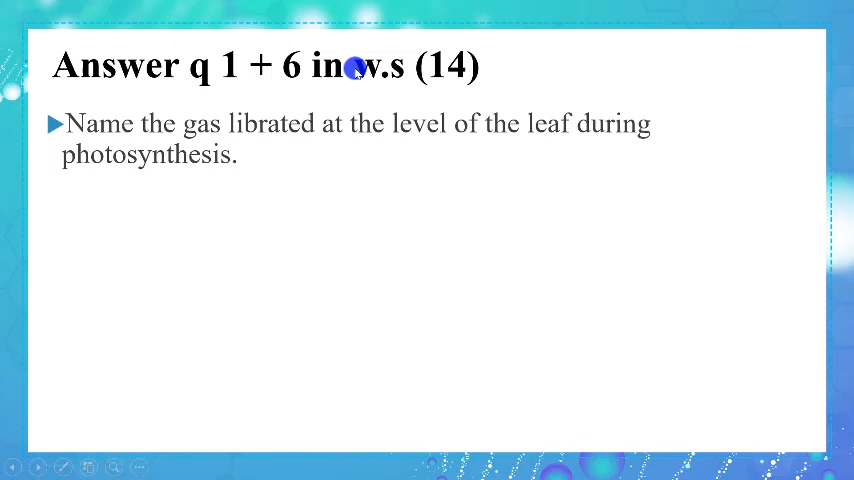 Answer q 1 + 6 in w.s (14)
Name the gas librated at the level of the leaf during
photosynthesis.